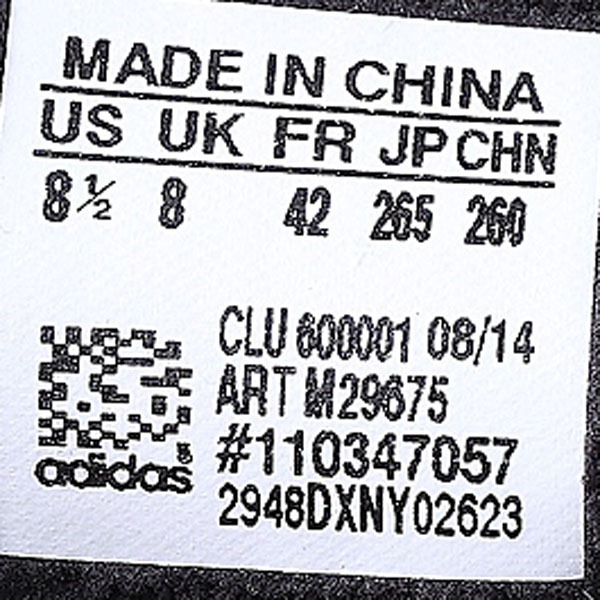 MADE IN CHINA
US UK FR JP CHN
8 ½ 8 42 265 260
CLU 600001 08/14
ART M29675
#110347057
2948DXNY02623
adidas